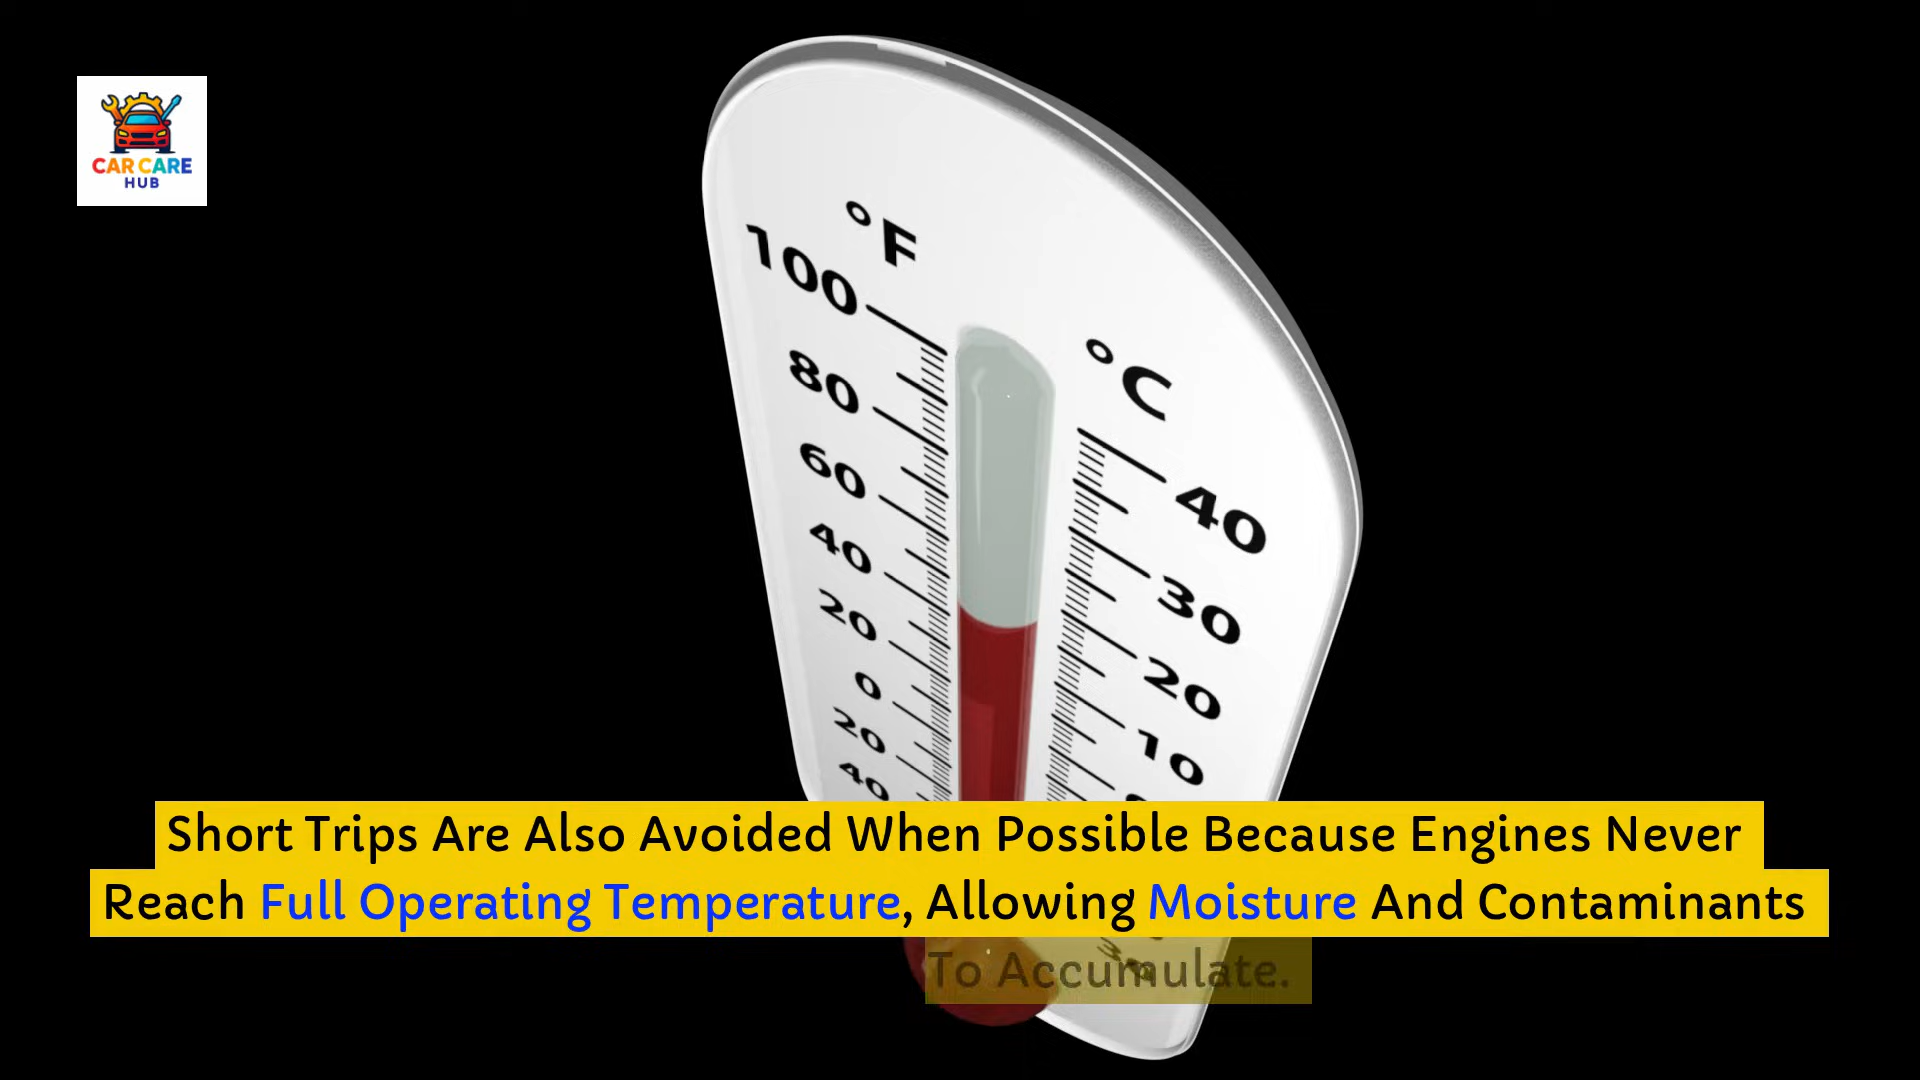 CAR CARE
HUB
°F
°C
100
80
60
40
20
0
20
40
40
30
20
10
Short Trips Are Also Avoided When Possible Because Engines Never
Reach Full Operating Temperature, Allowing Moisture And Contaminants
To Accumulate.